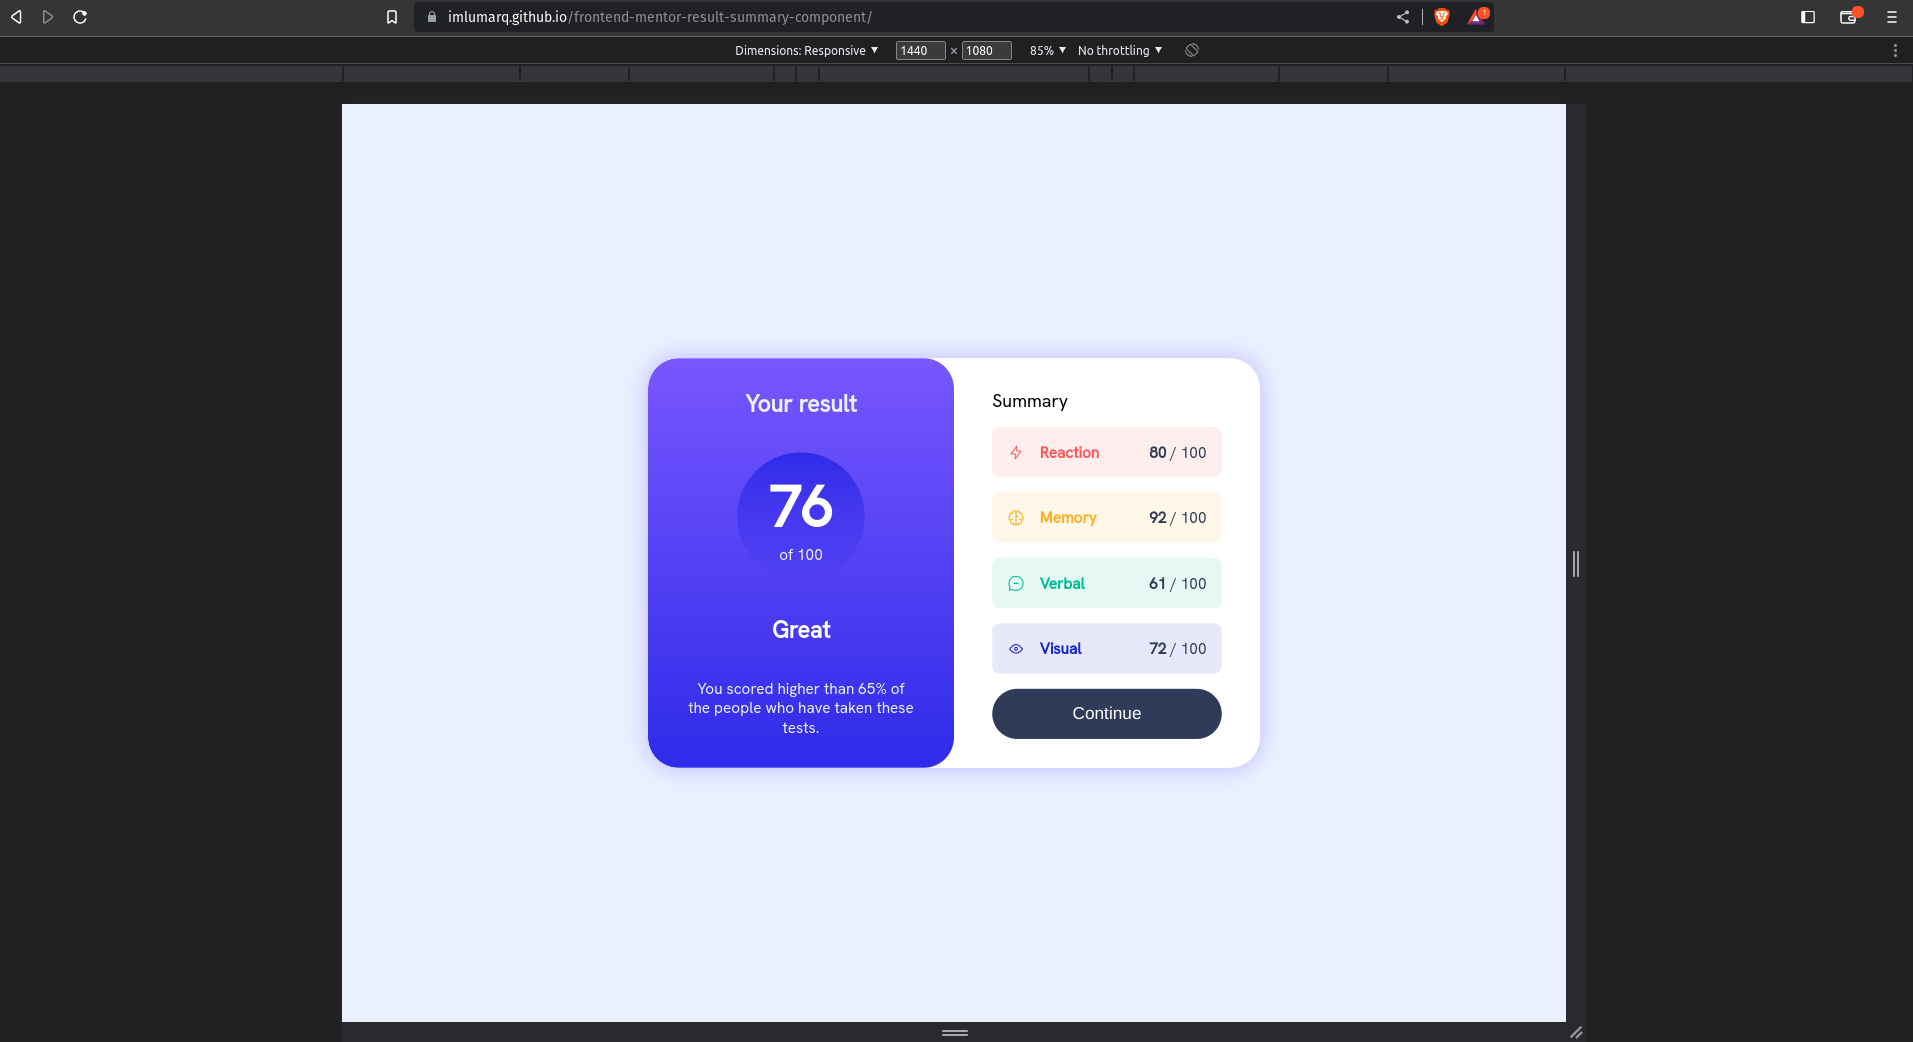 imlumarq.github.io/frontend-mentor-result-summary-component/
1
Dimensions: Responsive 1440 × 1080 85% No throttling
Your result
76
of 100
Great
You scored higher than 65% of
the people who have taken these
tests.
Summary
Reaction 80 / 100
Memory 92 / 100
Verbal 61 / 100
Visual 72 / 100
Continue